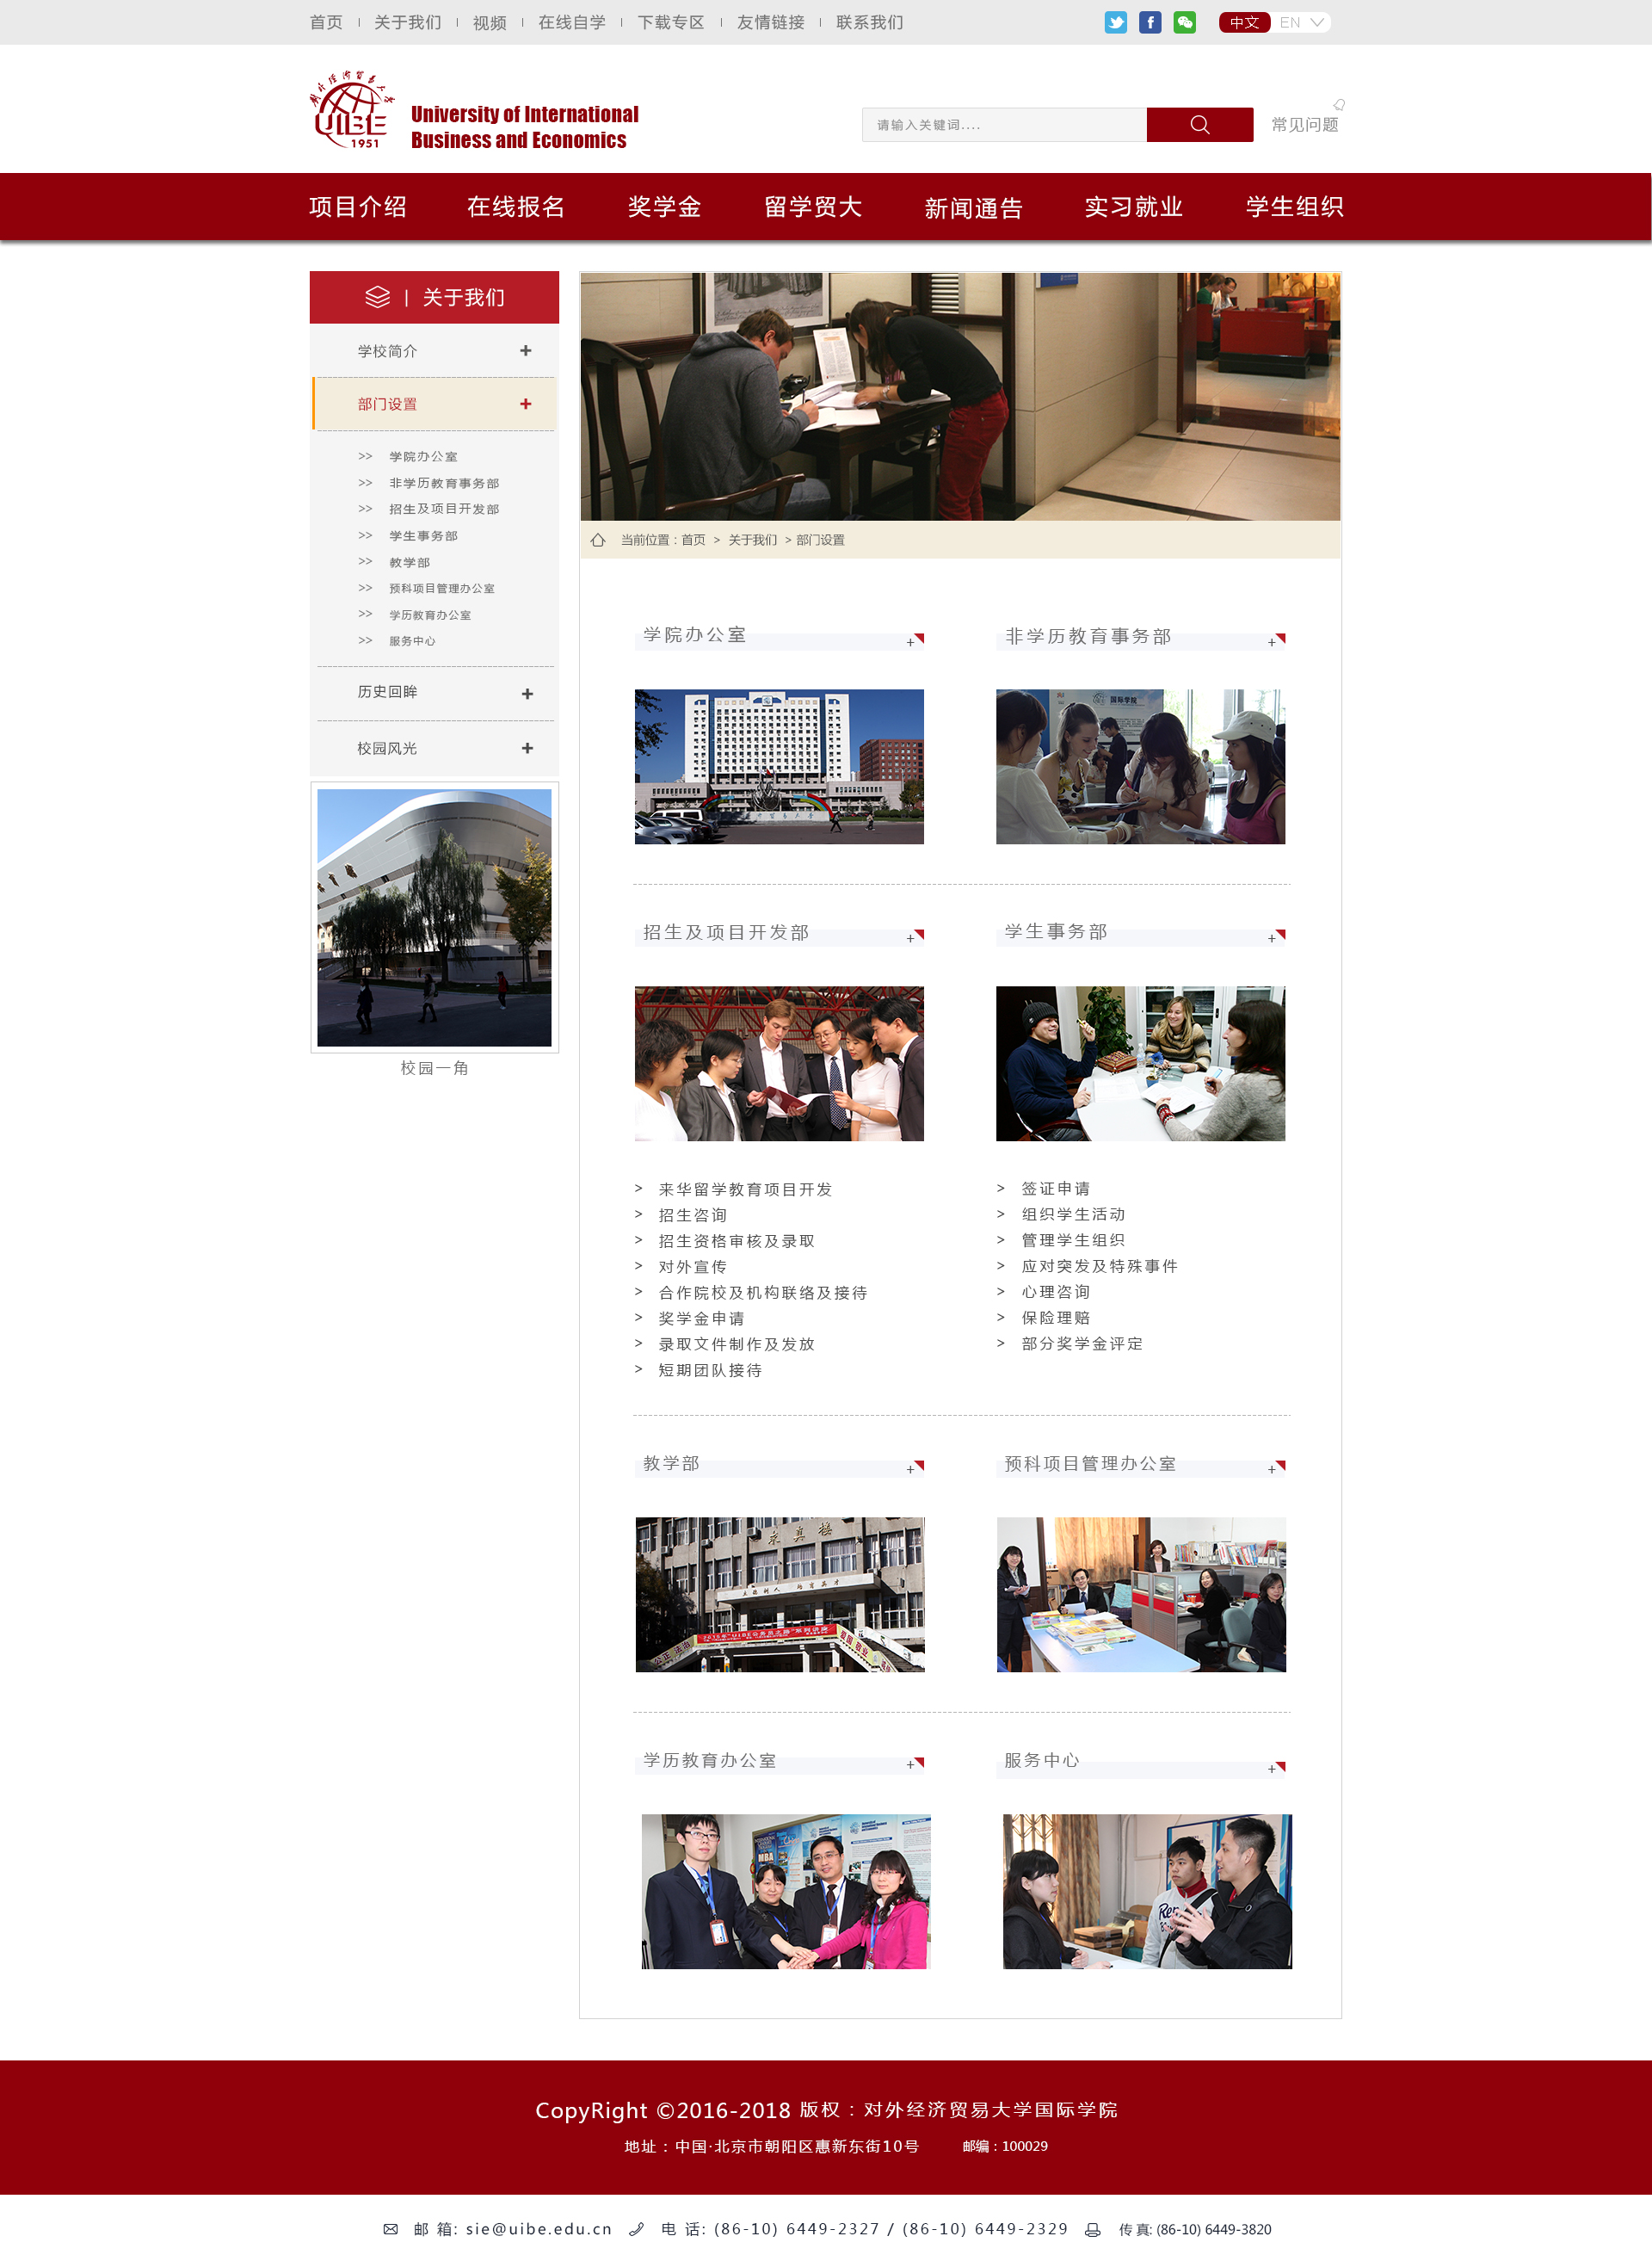 首页 关于我们 视频 在线自学 下载专区 友情链接 联系我们 中文 EN
UIBE
1951
University of International
Business and Economics
请输入关键词....
常见问题
项目介绍 在线报名 奖学金 留学贸大 新闻通告 实习就业 学生组织
| 关于我们
学校简介 +
部门设置 +
>> 学院办公室
>> 非学历教育事务部
>> 招生及项目开发部
>> 学生事务部
>> 教学部
>> 预科项目管理办公室
>> 学历教育办公室
>> 服务中心
历史回眸 +
校园风光 +
校园一角
当前位置：首页 > 关于我们 > 部门设置
学院办公室 +
非学历教育事务部 +
国际学院
招生及项目开发部 +
学生事务部 +
> 来华留学教育项目开发
> 招生咨询
> 招生资格审核及录取
> 对外宣传
> 合作院校及机构联络及接待
> 奖学金申请
> 录取文件制作及发放
> 短期团队接待
> 签证申请
> 组织学生活动
> 管理学生组织
> 应对突发及特殊事件
> 心理咨询
> 保险理赔
> 部分奖学金评定
教学部 +
预科项目管理办公室 +
求真楼
学历教育办公室 +
服务中心 +
MBA
CopyRight ©2016-2018 版权：对外经济贸易大学国际学院
地址：中国·北京市朝阳区惠新东街10号 邮编：100029
邮 箱: sie@uibe.edu.cn 电 话: (86-10) 6449-2327 / (86-10) 6449-2329 传 真: (86-10) 6449-3820